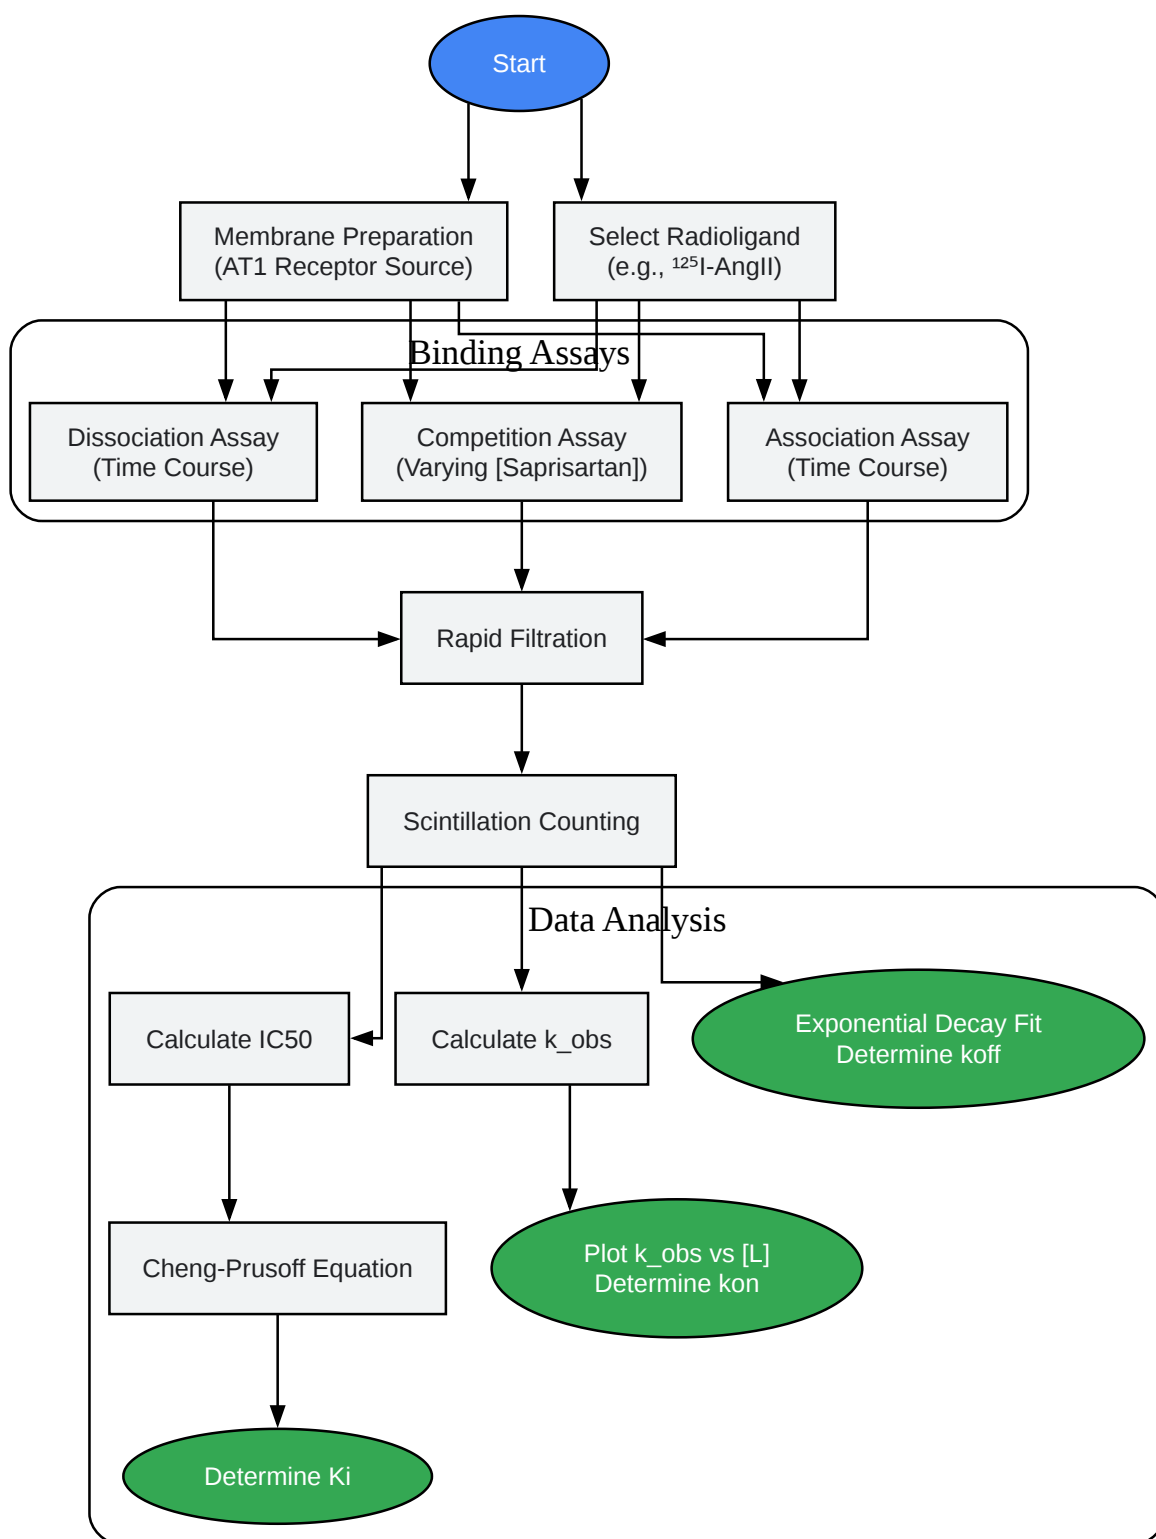 Start
Membrane Preparation
(AT1 Receptor Source)
Select Radioligand
(e.g., ¹²⁵I-AngII)
Binding Assays
Dissociation Assay
(Time Course)
Competition Assay
(Varying [Saprisartan])
Association Assay
(Time Course)
Rapid Filtration
Scintillation Counting
Data Analysis
Calculate IC50
Calculate k_obs
Exponential Decay Fit
Determine koff
Cheng-Prusoff Equation
Plot k_obs vs [L]
Determine kon
Determine Ki